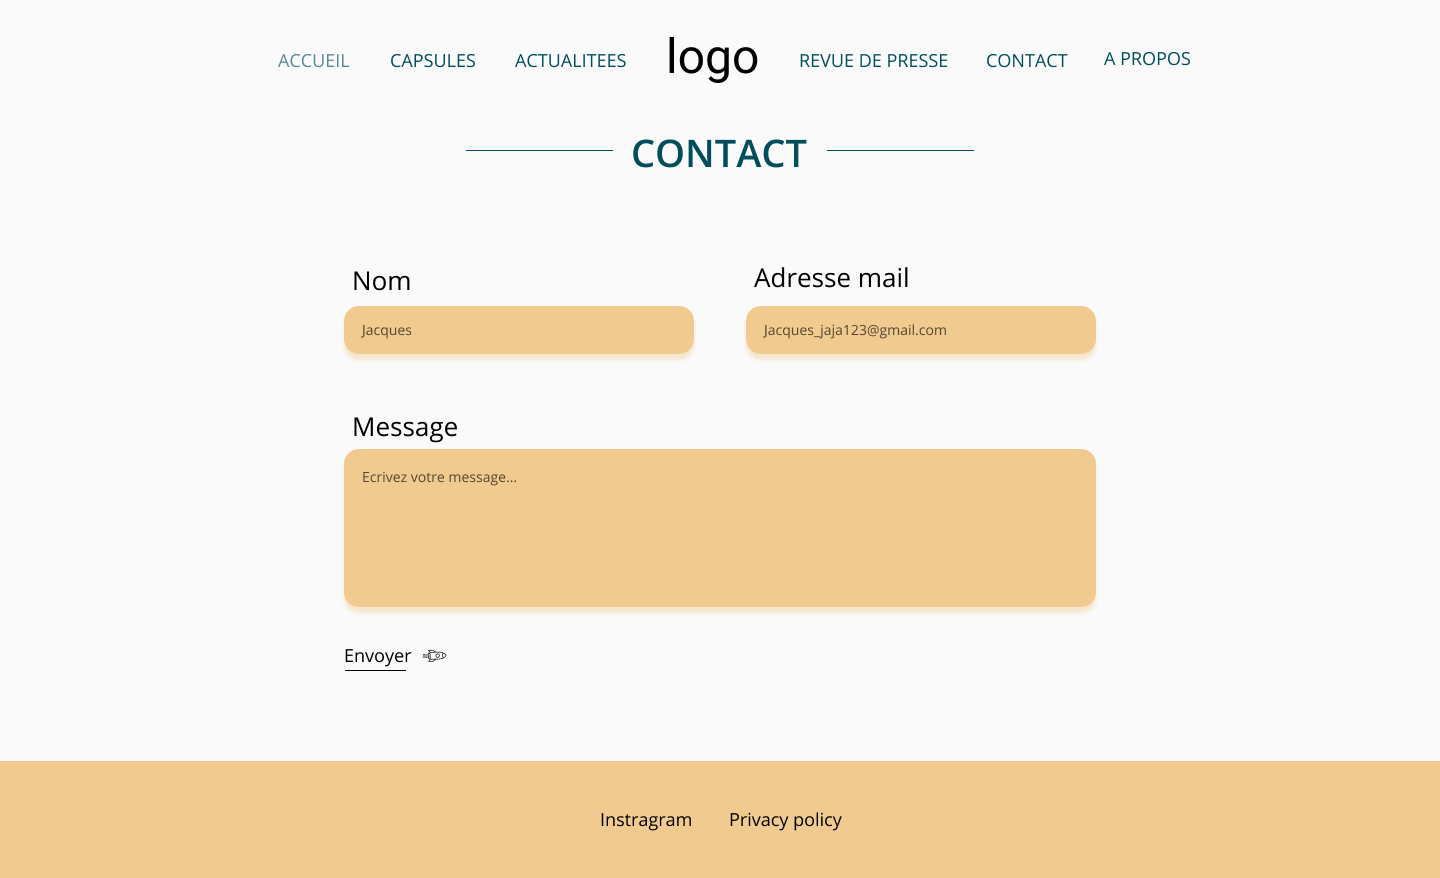 ACCUEIL CAPSULES ACTUALITEES logo REVUE DE PRESSE CONTACT A PROPOS
CONTACT
Nom Adresse mail
Jacques Jacques_jaja123@gmail.com
Message
Ecrivez votre message...
Envoyer
Instragram Privacy policy